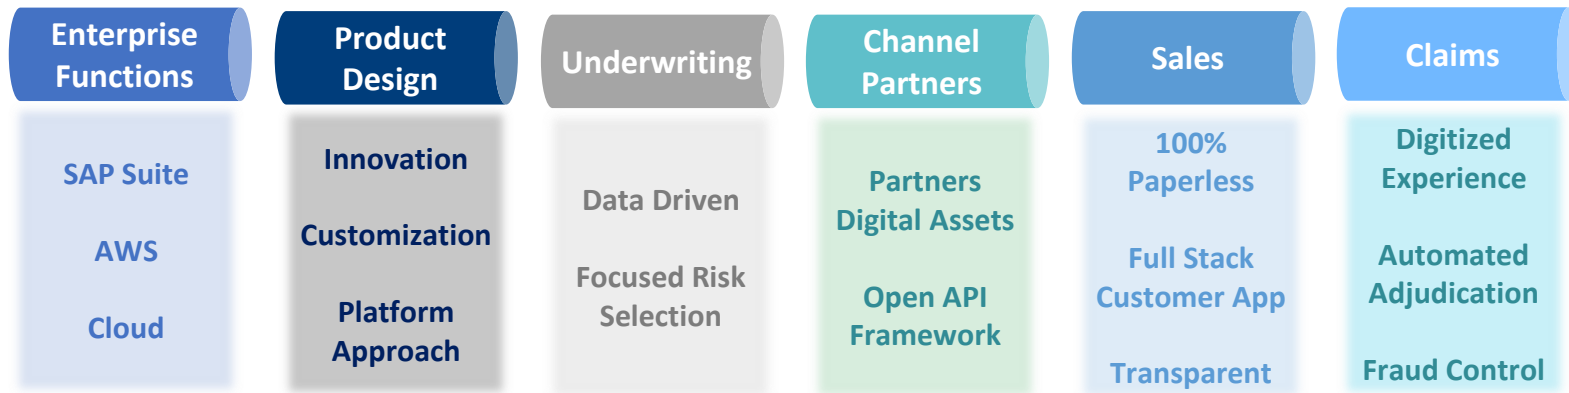 Enterprise
Functions
SAP Suite
AWS
Cloud
Product
Design
Innovation
Customization
Platform
Approach
Underwriting
Data Driven
Focused Risk
Selection
Channel
Partners
Partners
Digital Assets
Open API
Framework
Sales
100%
Paperless
Full Stack
Customer App
Transparent
Claims
Digitized
Experience
Automated
Adjudication
Fraud Control